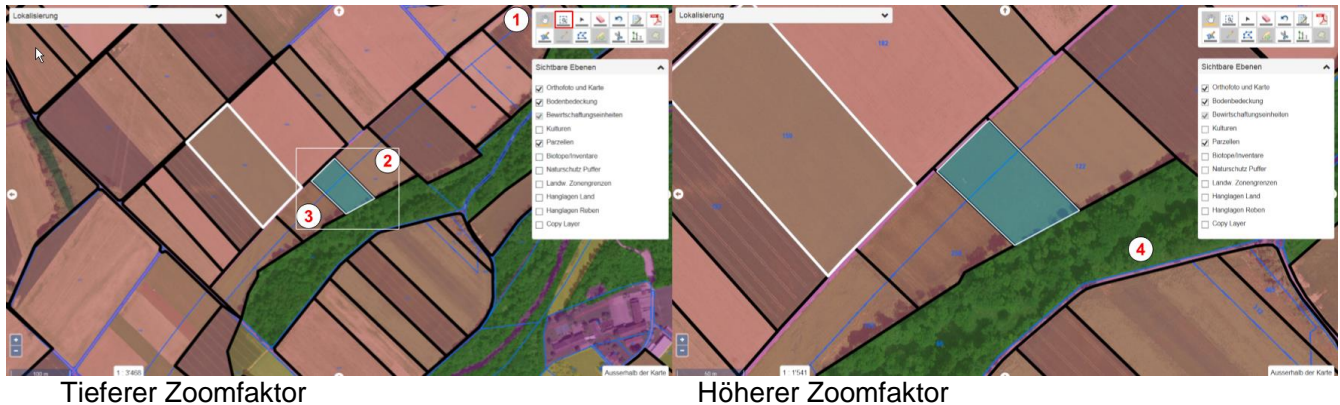 Lokalisierung
1
Sichtbare Ebenen
Orthofoto und Karte
Bodenbedeckung
Bewirtschaftungseinheiten
Kulturen
Parzellen
Biotope/Inventare
Naturschutz Puffer
Landw. Zonengrenzen
Hanglagen Land
Hanglagen Reben
Copy Layer
2
3
100 m
1 : 3'466
Ausserhalb der Karte
Lokalisierung
Sichtbare Ebenen
Orthofoto und Karte
Bodenbedeckung
Bewirtschaftungseinheiten
Kulturen
Parzellen
Biotope/Inventare
Naturschutz Puffer
Landw. Zonengrenzen
Hanglagen Land
Hanglagen Reben
Copy Layer
4
50 m
1 : 1'541
Ausserhalb der Karte
Tieferer Zoomfaktor
Höherer Zoomfaktor